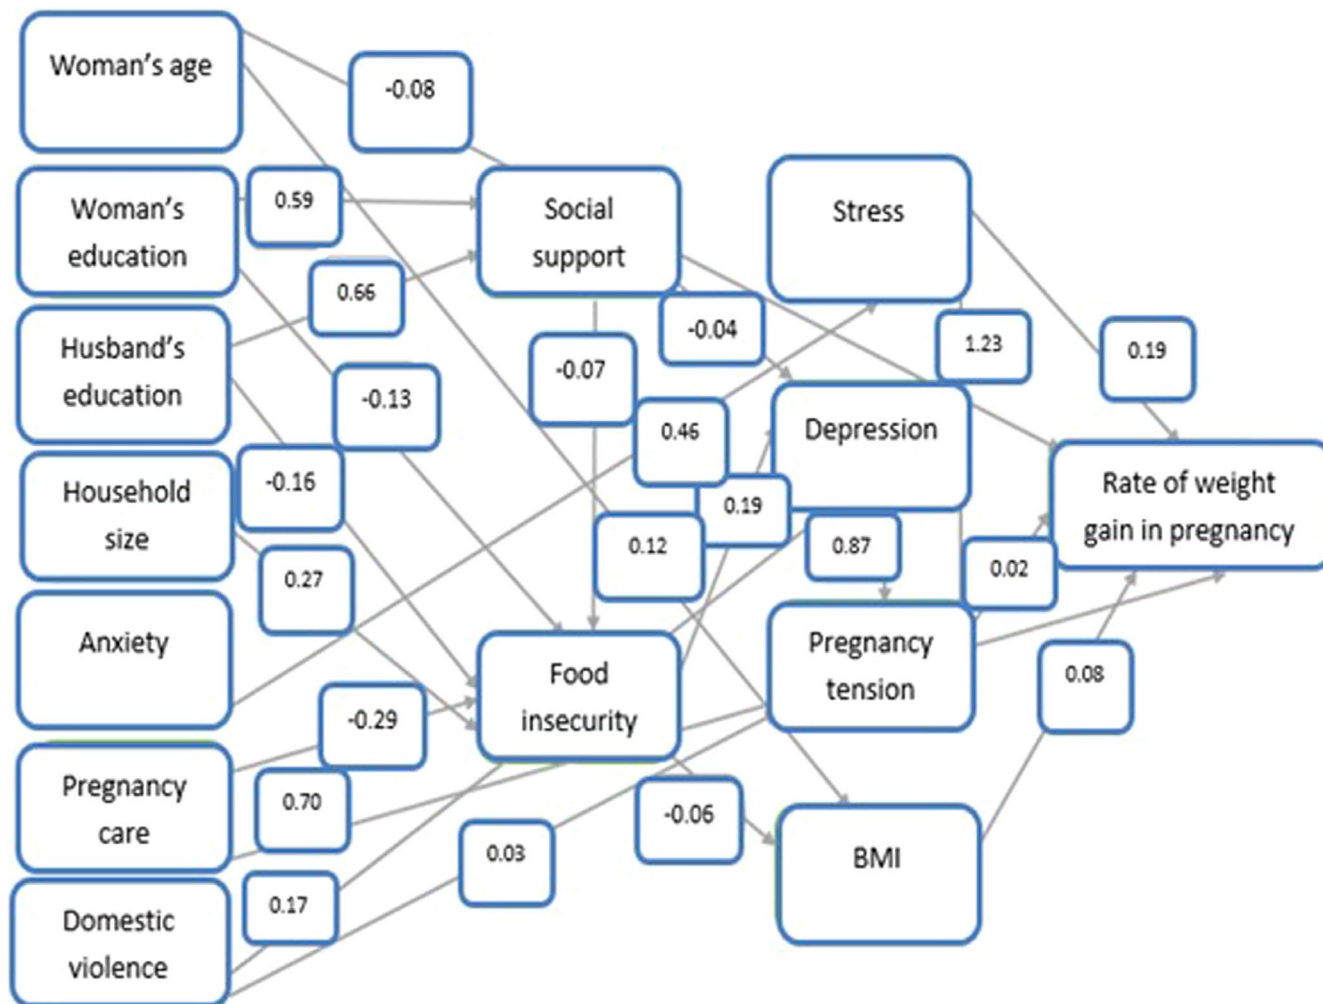 Woman's age
-0.08
Woman's
education
0.59
Social
support
Stress
Husband's
education
0.66
-0.13
-0.07
-0.04
1.23
0.19
Household
size
-0.16
0.27
0.46
0.19
0.12
Depression
0.87
0.02
Rate of weight
gain in pregnancy
Anxiety
Food
insecurity
Pregnancy
tension
0.08
Pregnancy
care
-0.29
0.70
-0.06
BMI
Domestic
violence
0.17
0.03